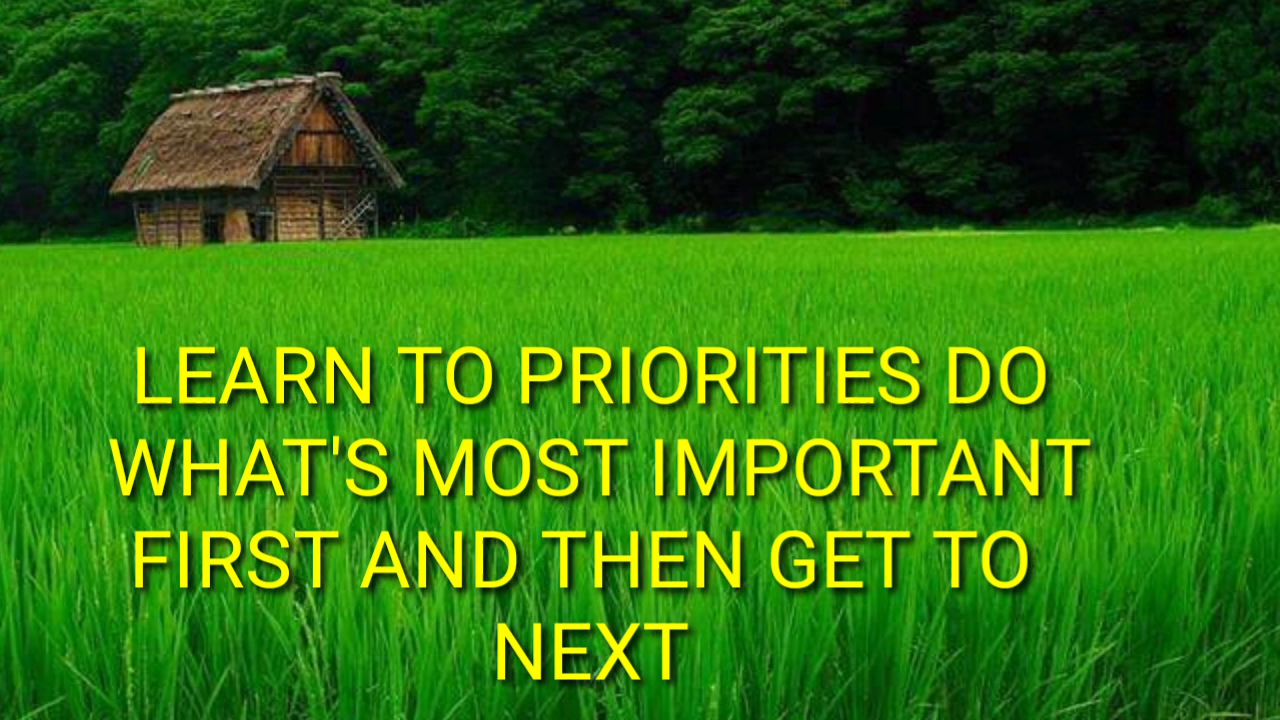 LEARN TO PRIORITIES DO
WHAT'S MOST IMPORTANT
FIRST AND THEN GET TO
NEXT